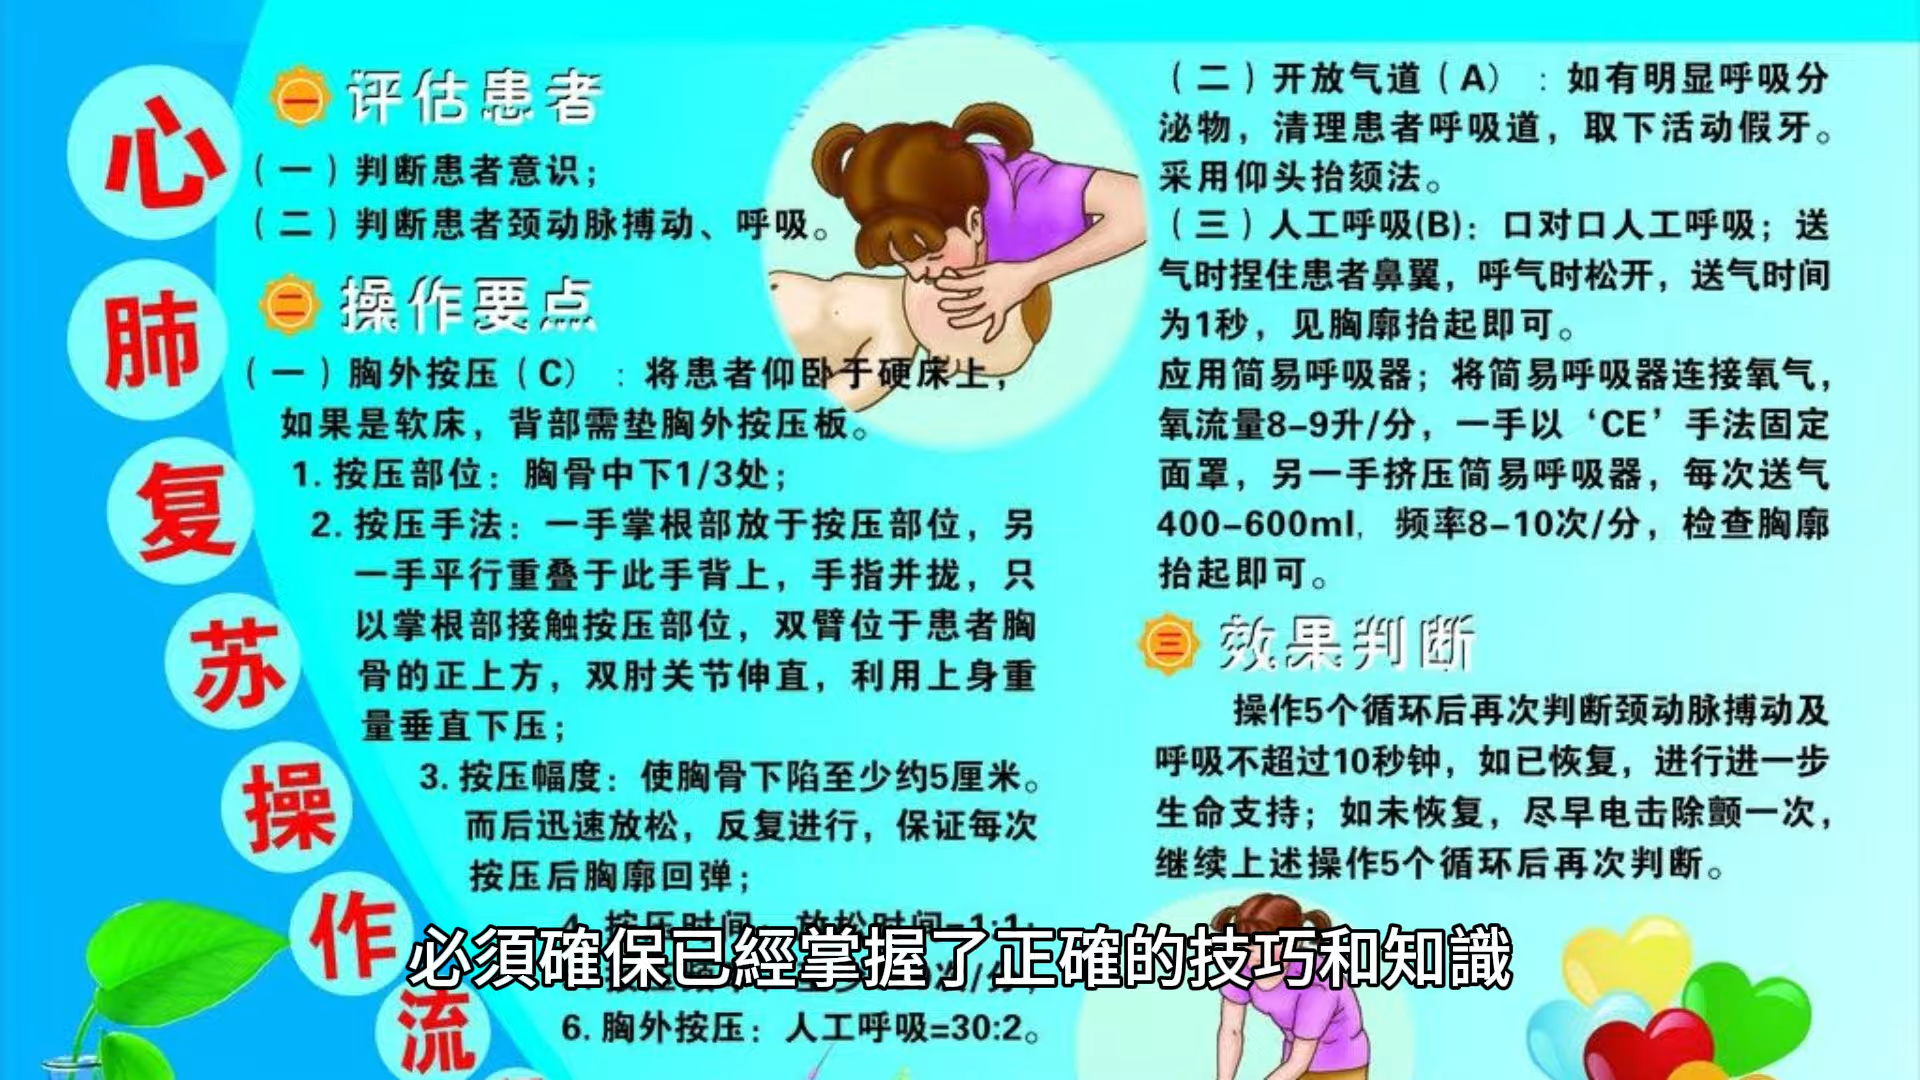 心
肺
复
苏
操
作
流
一 评估患者
（一）判断患者意识；
（二）判断患者颈动脉搏动、呼吸。
二 操作要点
（一）胸外按压（C）：将患者仰卧于硬床上，
如果是软床，背部需垫胸外按压板。
1. 按压部位：胸骨中下1/3处；
2. 按压手法：一手掌根部放于按压部位，另
一手平行重叠于此手背上，手指并拢，只
以掌根部接触按压部位，双臂位于患者胸
骨的正上方，双肘关节伸直，利用上身重
量垂直下压；
3. 按压幅度：使胸骨下陷至少约5厘米。
而后迅速放松，反复进行，保证每次
按压后胸廓回弹；
4. 按压时间：放松时间=1:1；
6. 胸外按压：人工呼吸=30:2。
（二）开放气道（A）：如有明显呼吸分
泌物，清理患者呼吸道，取下活动假牙。
采用仰头抬颏法。
（三）人工呼吸(B)：口对口人工呼吸；送
气时捏住患者鼻翼，呼气时松开，送气时间
为1秒，见胸廓抬起即可。
应用简易呼吸器；将简易呼吸器连接氧气，
氧流量8-9升/分，一手以‘CE’手法固定
面罩，另一手挤压简易呼吸器，每次送气
400-600ml，频率8-10次/分，检查胸廓
抬起即可。
三 效果判断
操作5个循环后再次判断颈动脉搏动及
呼吸不超过10秒钟，如已恢复，进行进一步
生命支持；如未恢复，尽早电击除颤一次，
继续上述操作5个循环后再次判断。
必須確保已經掌握了正確的技巧和知識